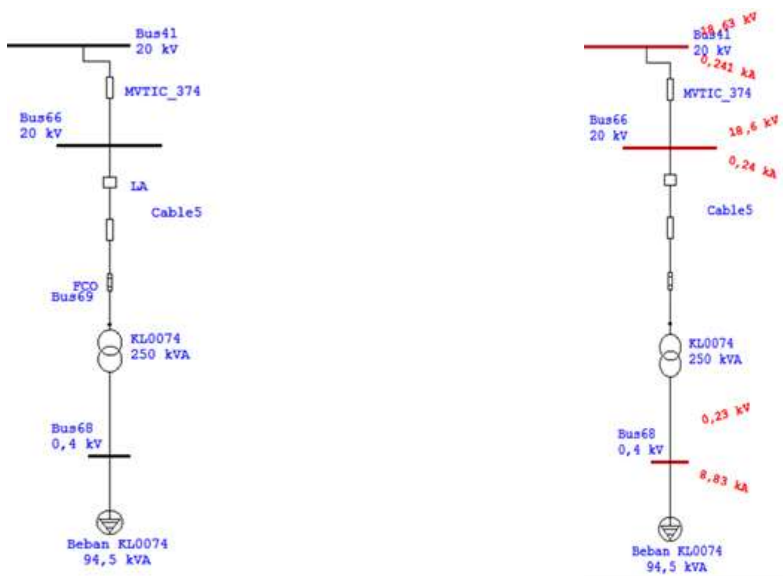 Bus41
20 kV
MVTIC_374
Bus66
20 kV
LA
Cable5
FCO
Bus69
KL0074
250 kVA
Bus68
0,4 kV
Beban KL0074
94,5 kVA
18,63 kV
Bus41
20 kV
0,241 kA
MVTIC_374
Bus66
20 kV
18,6 kV
0,24 kA
Cable5
KL0074
250 kVA
0,23 kV
Bus68
0,4 kV
8,83 kA
Beban KL0074
94,5 kVA